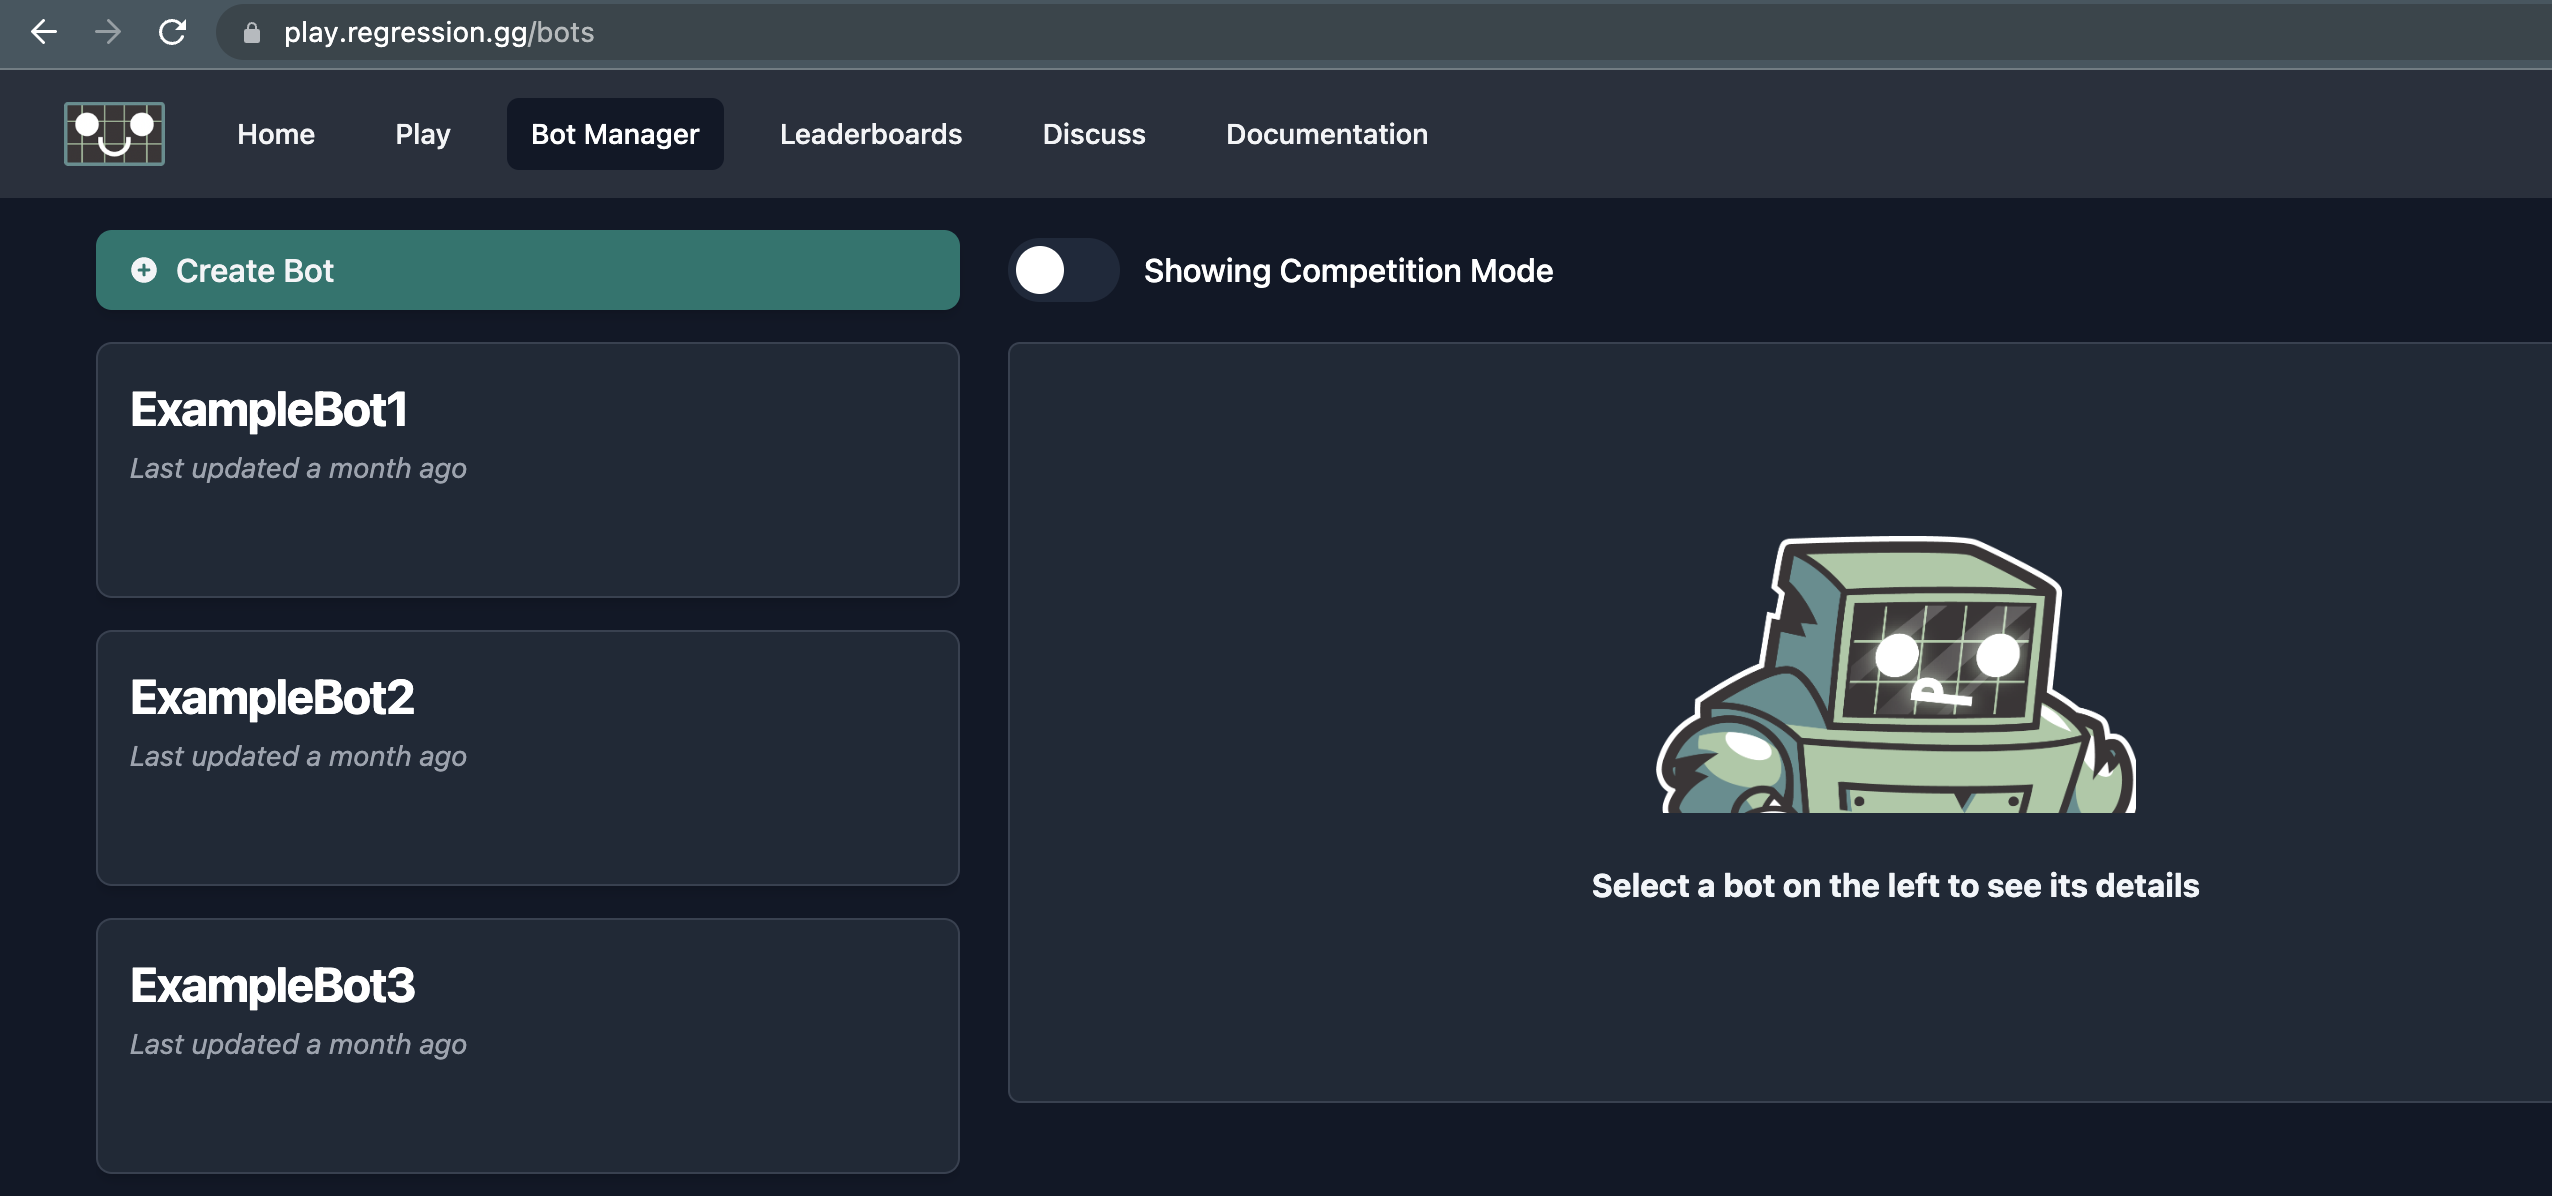 play.regression.gg/bots
Home Play Bot Manager Leaderboards Discuss Documentation
Create Bot
Showing Competition Mode
ExampleBot1
Last updated a month ago
ExampleBot2
Last updated a month ago
ExampleBot3
Last updated a month ago
Select a bot on the left to see its details